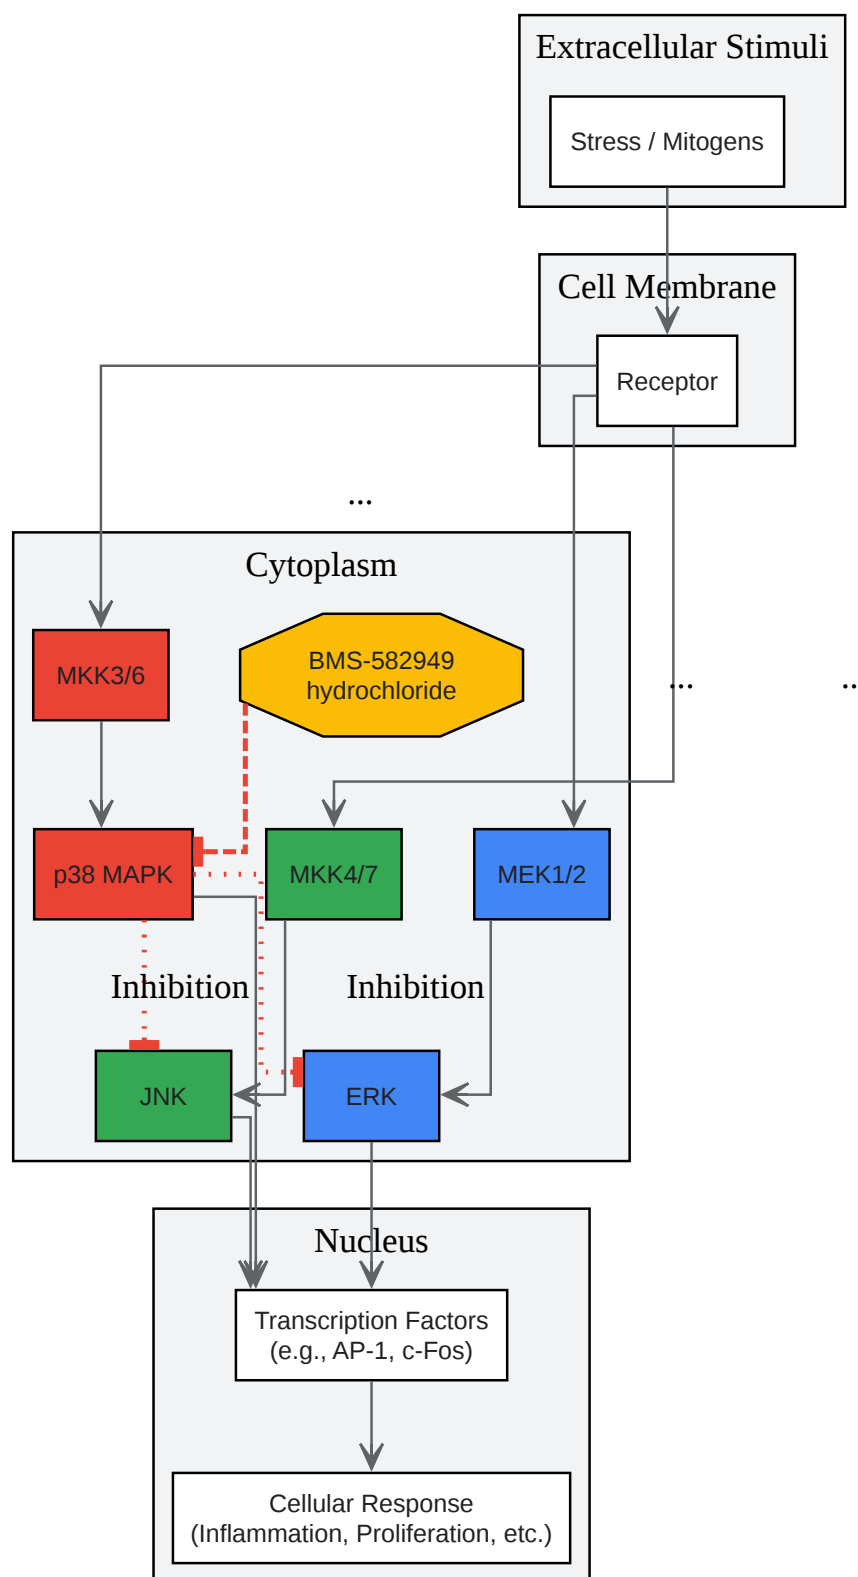 Extracellular Stimuli
Stress / Mitogens
Cell Membrane
Receptor
...
Cytoplasm
MKK3/6
BMS-582949
hydrochloride
...
..
p38 MAPK
MKK4/7
MEK1/2
Inhibition
Inhibition
JNK
ERK
Nucleus
Transcription Factors
(e.g., AP-1, c-Fos)
Cellular Response
(Inflammation, Proliferation, etc.)